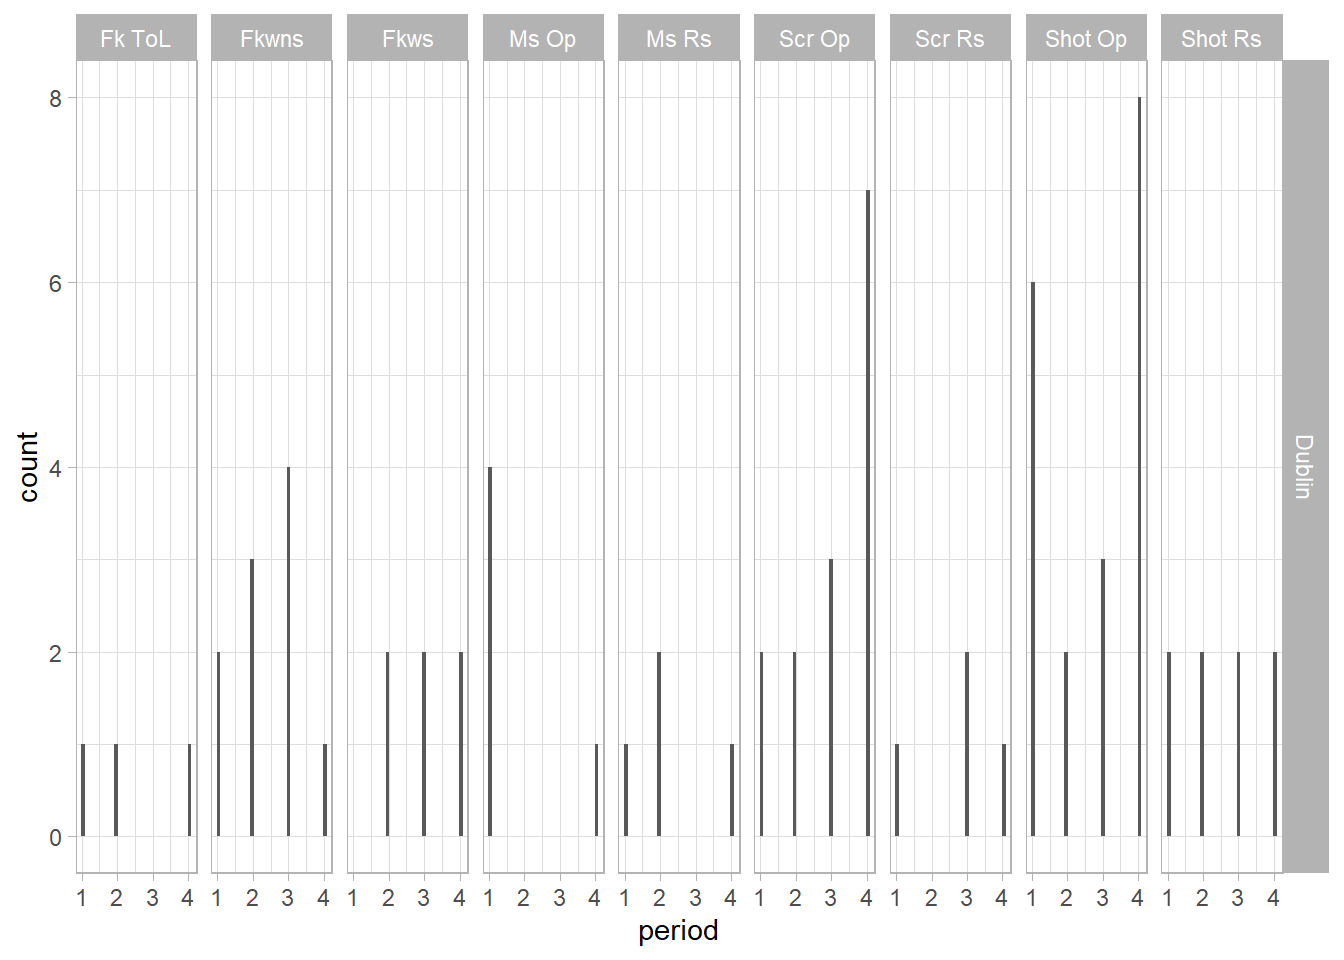 Fk ToL Fkwns Fkws Ms Op Ms Rs Scr Op Scr Rs Shot Op Shot Rs
8
6
4
2
0
count
Dublin
1 2 3 4 1 2 3 4 1 2 3 4 1 2 3 4 1 2 3 4 1 2 3 4 1 2 3 4 1 2 3 4 1 2 3 4
period